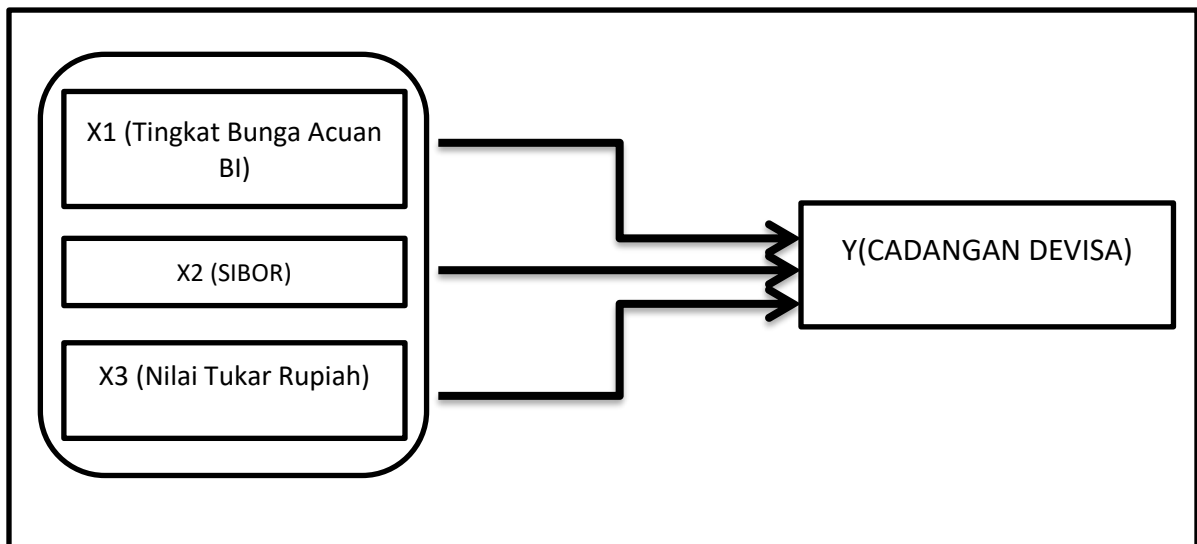 X1 (Tingkat Bunga Acuan
BI)
X2 (SIBOR)
X3 (Nilai Tukar Rupiah)
Y(CADANGAN DEVISA)